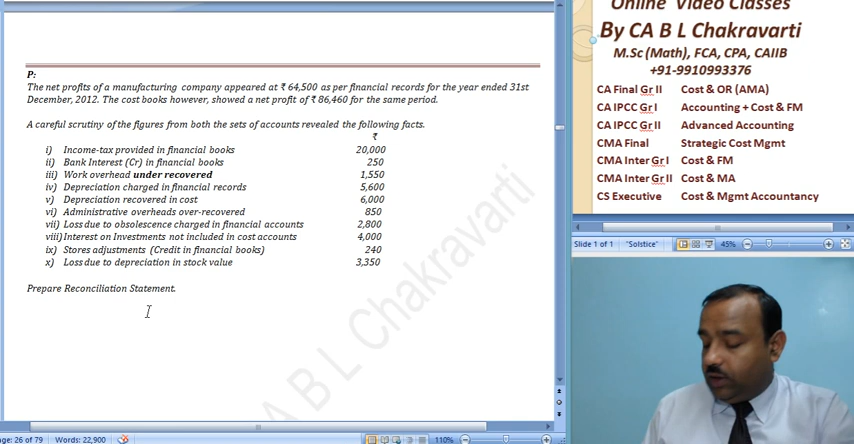 P:
The net profits of a manufacturing company appeared at ₹ 64,500 as per financial records for the year ended 31st
December, 2012. The cost books however, showed a net profit of ₹ 86,460 for the same period.
A careful scrutiny of the figures from both the sets of accounts revealed the following facts.
₹
i) Income-tax provided in financial books 20,000
ii) Bank Interest (Cr) in financial books 250
iii) Work overhead under recovered 1,550
iv) Depreciation charged in financial records 5,600
v) Depreciation recovered in cost 6,000
vi) Administrative overheads over-recovered 850
vii) Loss due to obsolescence charged in financial accounts 2,800
viii) Interest on Investments not included in cost accounts 4,000
ix) Stores adjustments (Credit in financial books) 240
x) Loss due to depreciation in stock value 3,350
Prepare Reconciliation Statement.
A B L Chakravarti
age: 26 of 79 Words: 22,900 110%
Online Video Classes
By CA B L Chakravarti
M.Sc (Math), FCA, CPA, CAIIB
+91-9910993376
CA Final Gr II Cost & OR (AMA)
CA IPCC Gr I Accounting + Cost & FM
CA IPCC Gr II Advanced Accounting
CMA Final Strategic Cost Mgmt
CMA Inter Gr I Cost & FM
CMA Inter Gr II Cost & MA
CS Executive Cost & Mgmt Accountancy
Slide 1 of 1 "Solstice" 45%